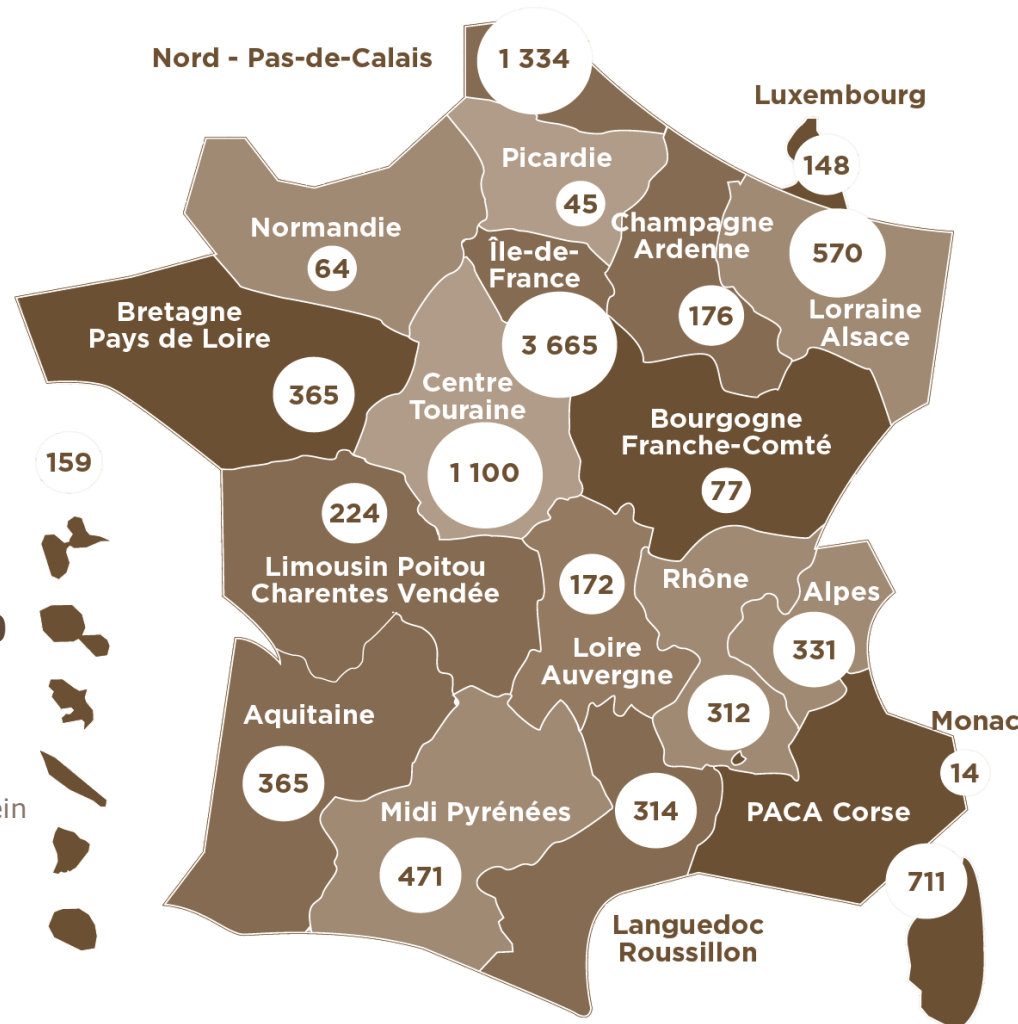 Nord - Pas-de-Calais
1 334
Luxembourg
148
Picardie
45
Normandie
64
Champagne
Ardenne
176
570
Lorraine
Alsace
Île-de-
France
3 665
Bretagne
Pays de Loire
365
Centre
Touraine
1 100
Bourgogne
Franche-Comté
77
159
224
Limousin Poitou
Charentes Vendée
172
Loire
Auvergne
Rhône
312
Alpes
331
Aquitaine
365
Midi Pyrénées
471
314
Languedoc
Roussillon
Monac
14
PACA Corse
711
ein